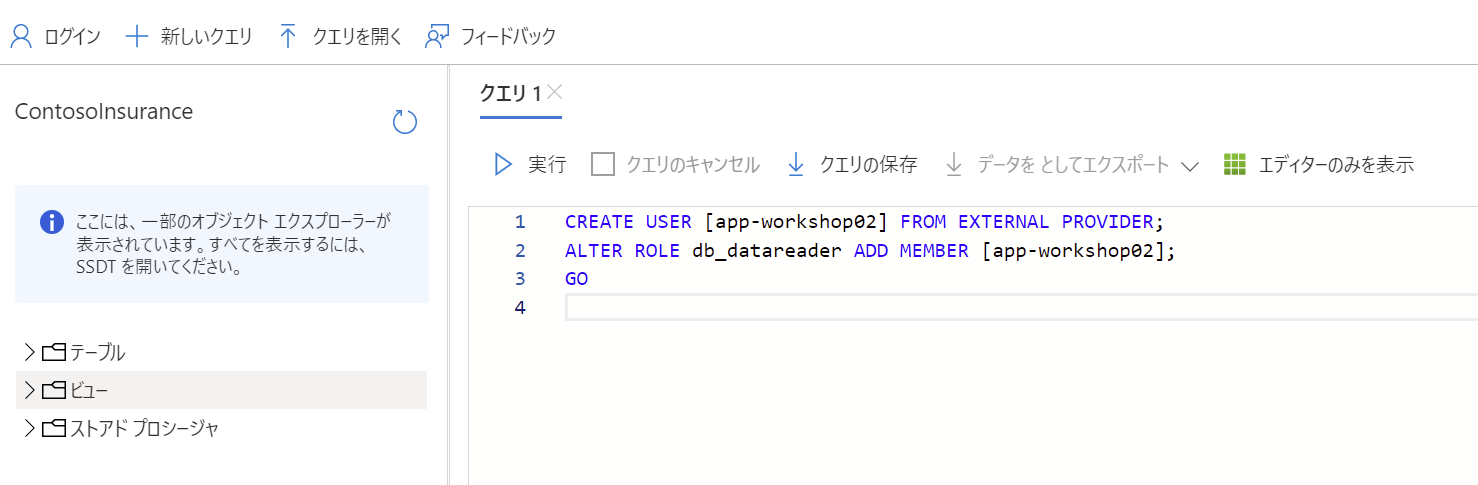 ログイン 新しいクエリ クエリを開く フィードバック
ContosoInsurance
ここには、一部のオブジェクト エクスプローラーが
表示されています。すべてを表示するには、
SSDT を開いてください。
テーブル
ビュー
ストアド プロシージャ
クエリ 1
実行 クエリのキャンセル クエリの保存 データを としてエクスポート エディターのみを表示
1 CREATE USER [app-workshop02] FROM EXTERNAL PROVIDER;
2 ALTER ROLE db_datareader ADD MEMBER [app-workshop02];
3 GO
4